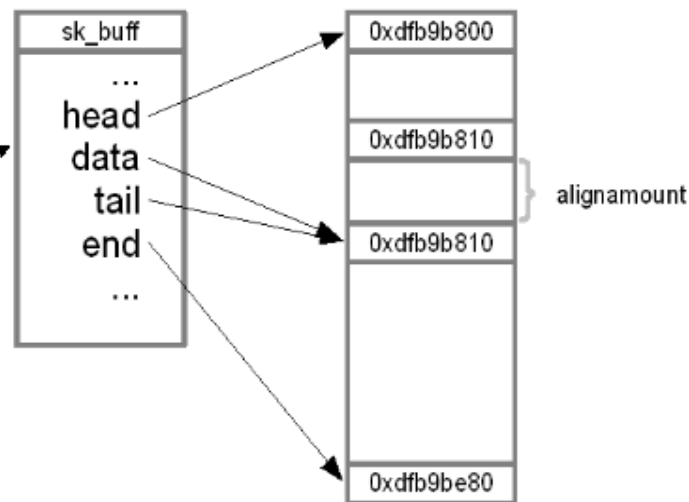 sk_buff
...
head
data
tail
end
...
0xdfb9b800
0xdfb9b810
alignamount
0xdfb9b810
0xdfb9be80